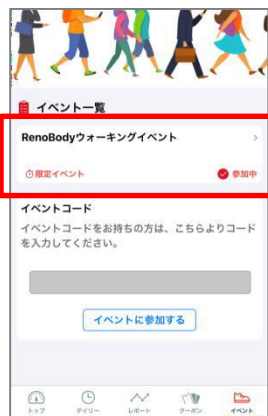 イベント一覧
RenoBodyウォーキングイベント
限定イベント
参加中
イベントコード
イベントコードをお持ちの方は、こちらよりコード
を入力してください。
イベントに参加する
トップ
デイリー
レポート
クーポン
イベント